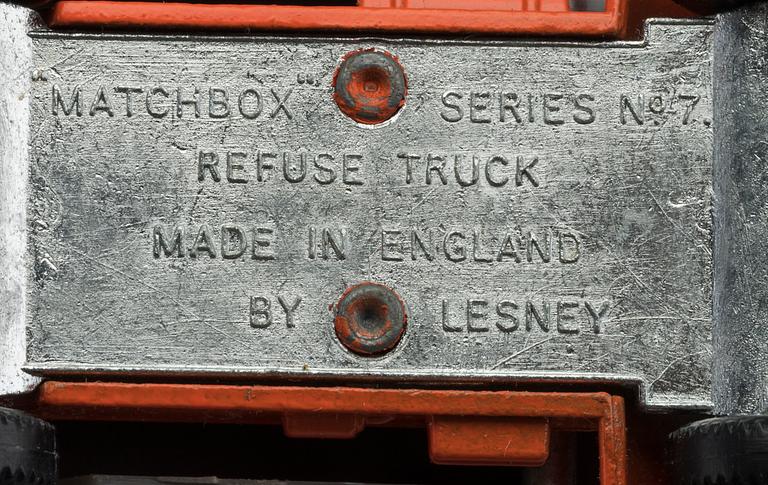 "MATCHBOX" SERIES Nº 7.
REFUSE TRUCK
MADE IN ENGLAND
BY LESNEY